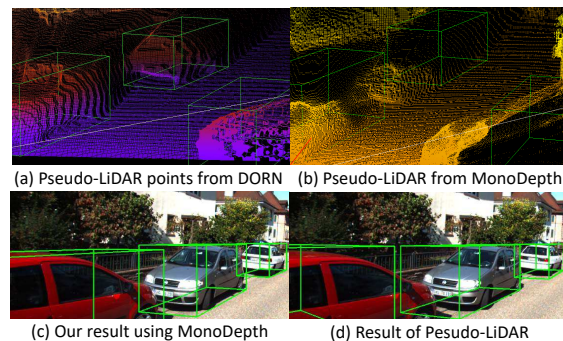 (a) Pseudo-LiDAR points from DORN
(b) Pseudo-LiDAR from MonoDepth
(c) Our result using MonoDepth
(d) Result of Pesudo-LiDAR